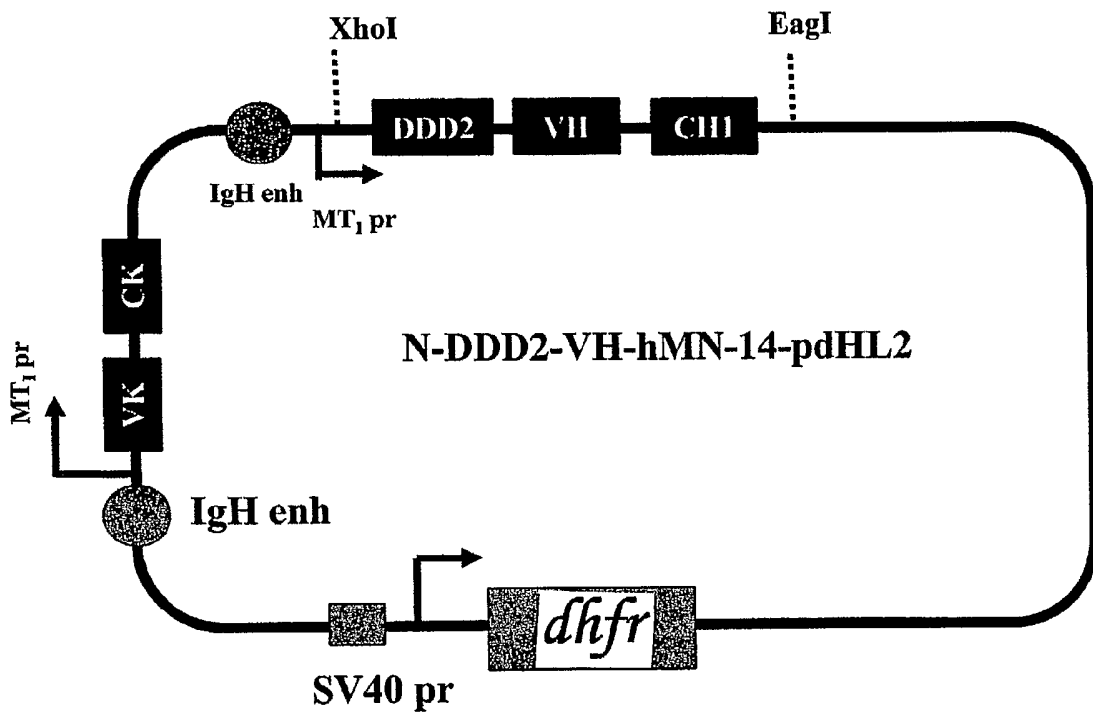 XhoI
EagI
DDD2
VH
CH1
IgH enh
MT₁ pr
CK
N-DDD2-VH-hMN-14-pdHL2
MT₁ pr
VK
IgH enh
dhfr
SV40 pr